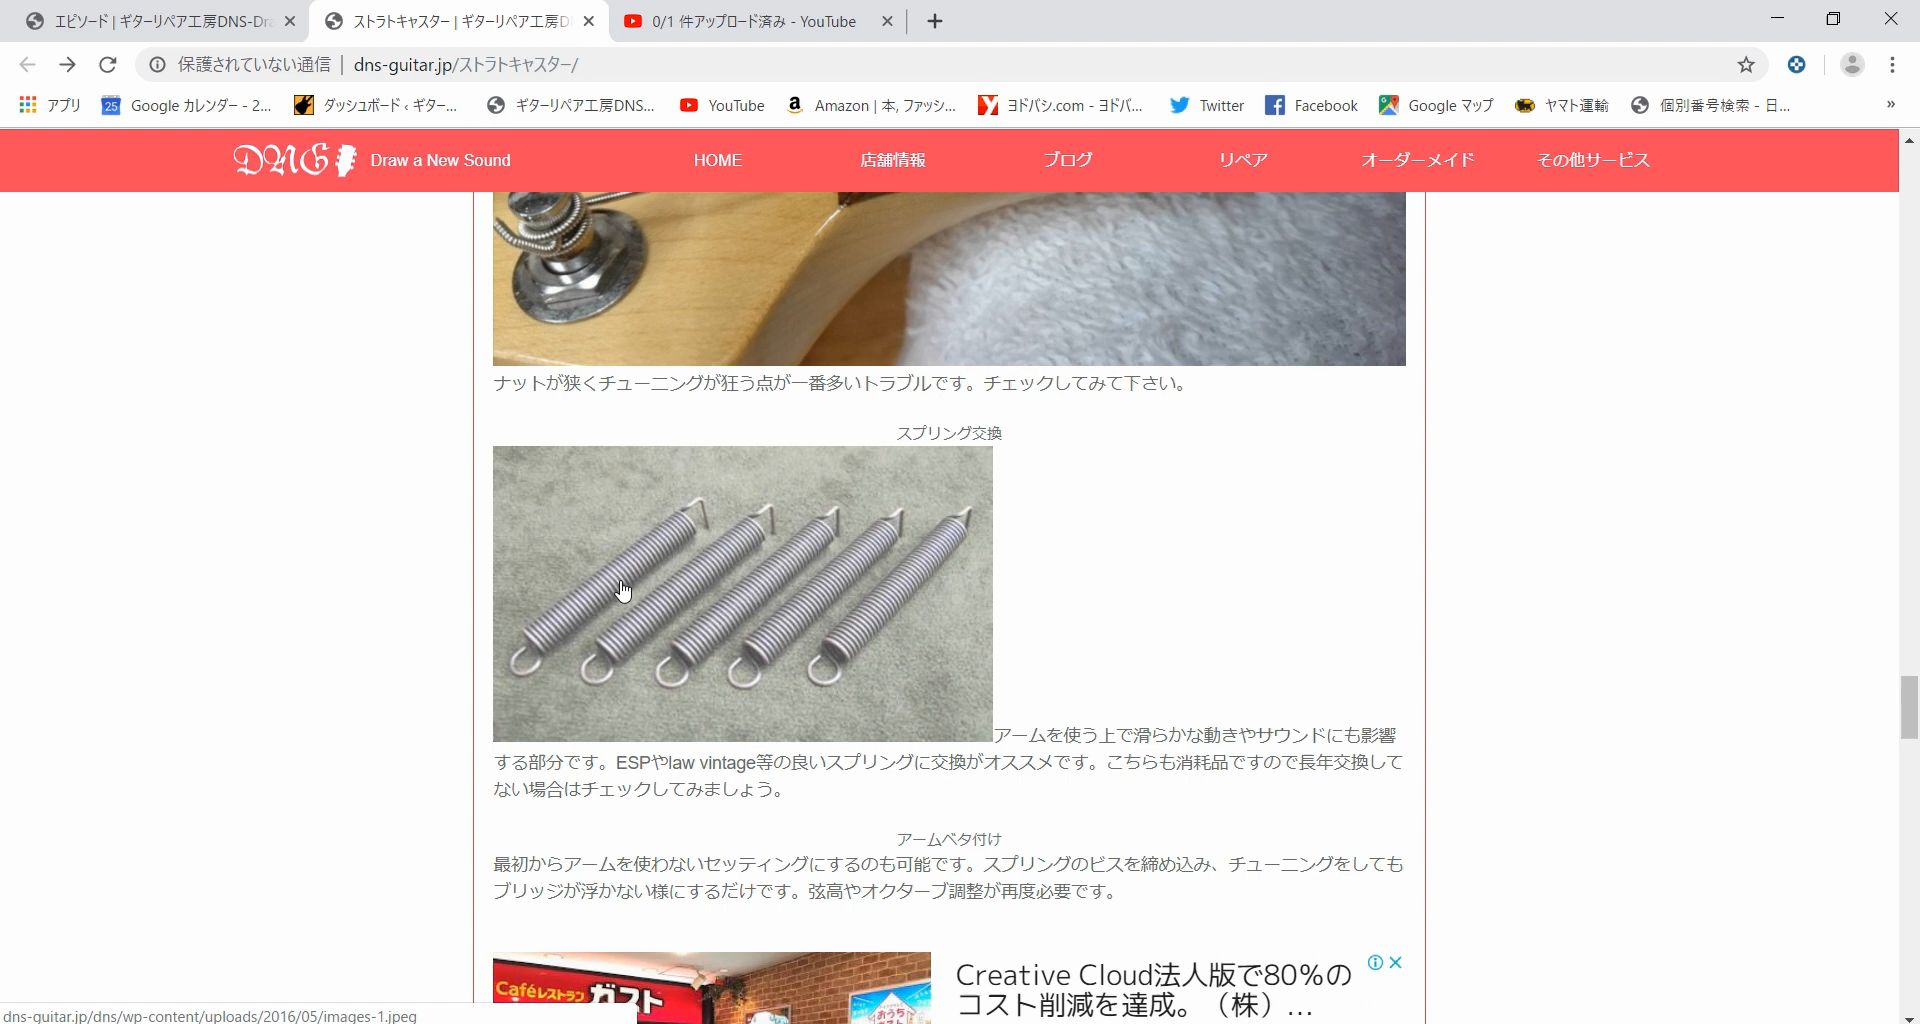 エピソード | ギターリペア工房DNS-Dra
ストラトキャスター | ギターリペア工房D
0/1 件アップロード済み - YouTube
保護されていない通信 | dns-guitar.jp/ストラトキャスター/
アプリ
25
Google カレンダー - 2...
ダッシュボード ‹ ギター...
ギターリペア工房DNS...
YouTube
Amazon | 本, ファッシ...
ヨドバシ.com - ヨドバ...
Twitter
Facebook
Google マップ
ヤマト運輸
個別番号検索 - 日...
»
DNS Draw a New Sound
HOME
店舗情報
ブログ
リペア
オーダーメイド
その他サービス
ナットが狭くチューニングが狂う点が一番多いトラブルです。チェックしてみて下さい。
スプリング交換
アームを使う上で滑らかな動きやサウンドにも影響
する部分です。ESPやlaw vintage等の良いスプリングに交換がオススメです。こちらも消耗品ですので長年交換して
ない場合はチェックしてみましょう。
アームベタ付け
最初からアームを使わないセッティングにするのも可能です。スプリングのビスを締め込み、チューニングをしても
ブリッジが浮かない様にするだけです。弦高やオクターブ調整が再度必要です。
Caféレストラン ガスト
おうち
Creative Cloud法人版で80%の
コスト削減を達成。（株）...
dns-guitar.jp/dns/wp-content/uploads/2016/05/images-1.jpeg